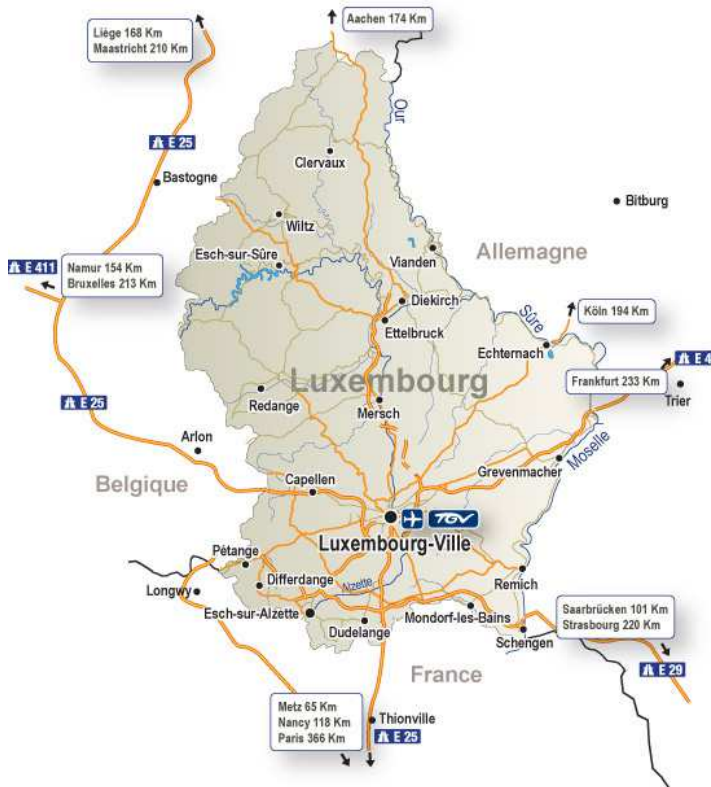 Liège 168 Km
Maastricht 210 Km
Aachen 174 Km
Our
E 25
Clervaux
Bastogne
Bitburg
Wiltz
Allemagne
Vianden
Esch-sur-Sûre
E 411
Namur 154 Km
Bruxelles 213 Km
Diekirch
Sûre
Köln 194 Km
Ettelbruck
Echternach
E 4
Luxembourg
Frankfurt 233 Km
Trier
Redange
E 25
Mersch
Arlon
Moselle
Grevenmacher
Belgique
Capellen
TGV
Luxembourg-Ville
Pétange
Differdange
Alzette
Remich
Longwy
Esch-sur-Alzette
Mondorf-les-Bains
Saarbrücken 101 Km
Strasbourg 220 Km
Dudelange
Schengen
France
E 29
Metz 65 Km
Nancy 118 Km
Paris 366 Km
Thionville
E 25